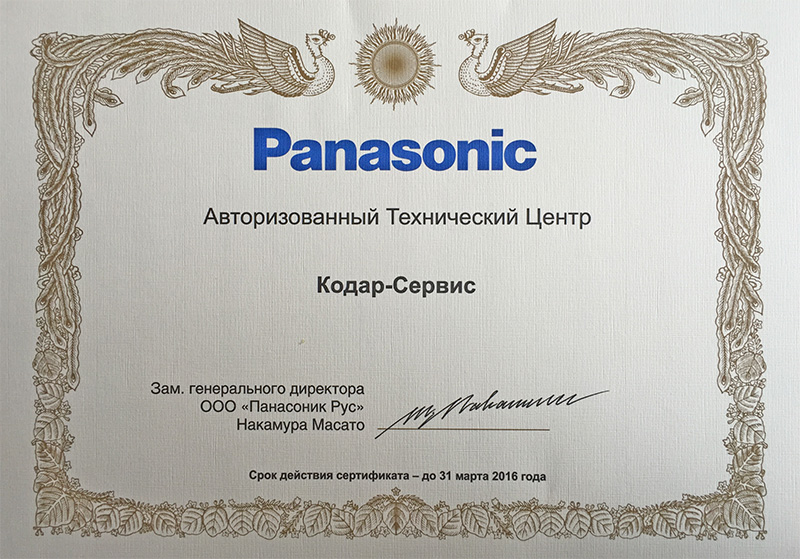 Panasonic
Авторизованный Технический Центр
Кодар-Сервис
Зам. генерального директора
ООО «Панасоник Рус»
Накамура Масато
Срок действия сертификата – до 31 марта 2016 года